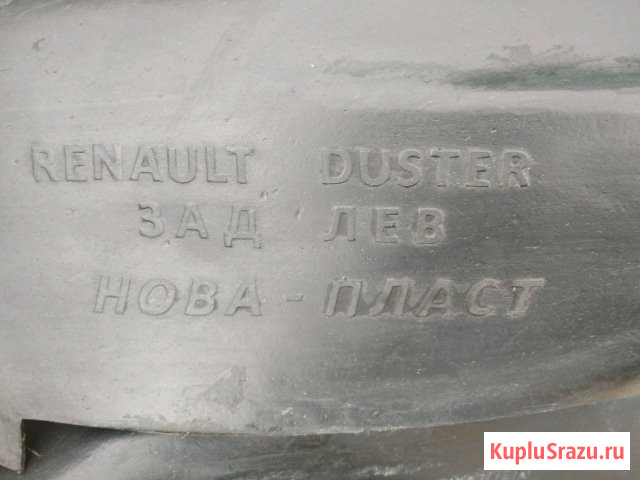 RENAULT DUSTER
ЗАД ЛЕВ
НОВА-ПЛАСТ
KupluSrazu.ru